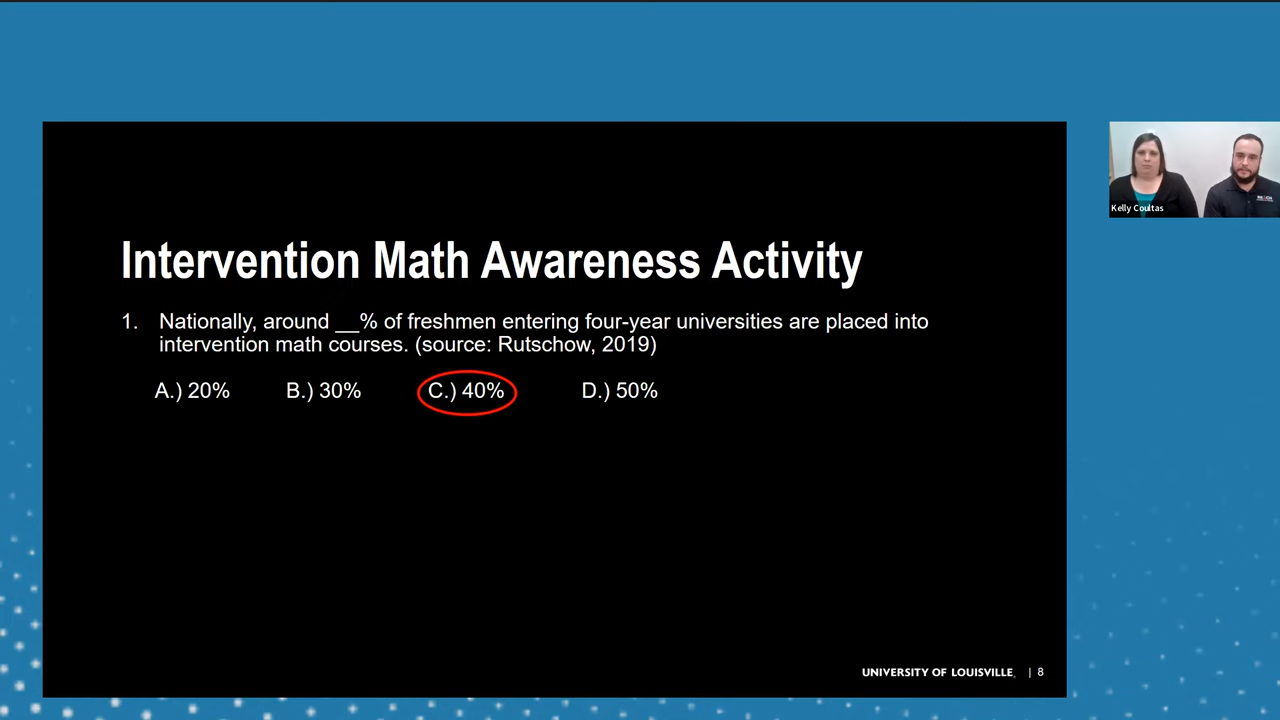 Intervention Math Awareness Activity
1. Nationally, around __% of freshmen entering four-year universities are placed into
intervention math courses. (source: Rutschow, 2019)
A.) 20% B.) 30% C.) 40% D.) 50%
Kelly Coultas
UNIVERSITY OF LOUISVILLE. | 8